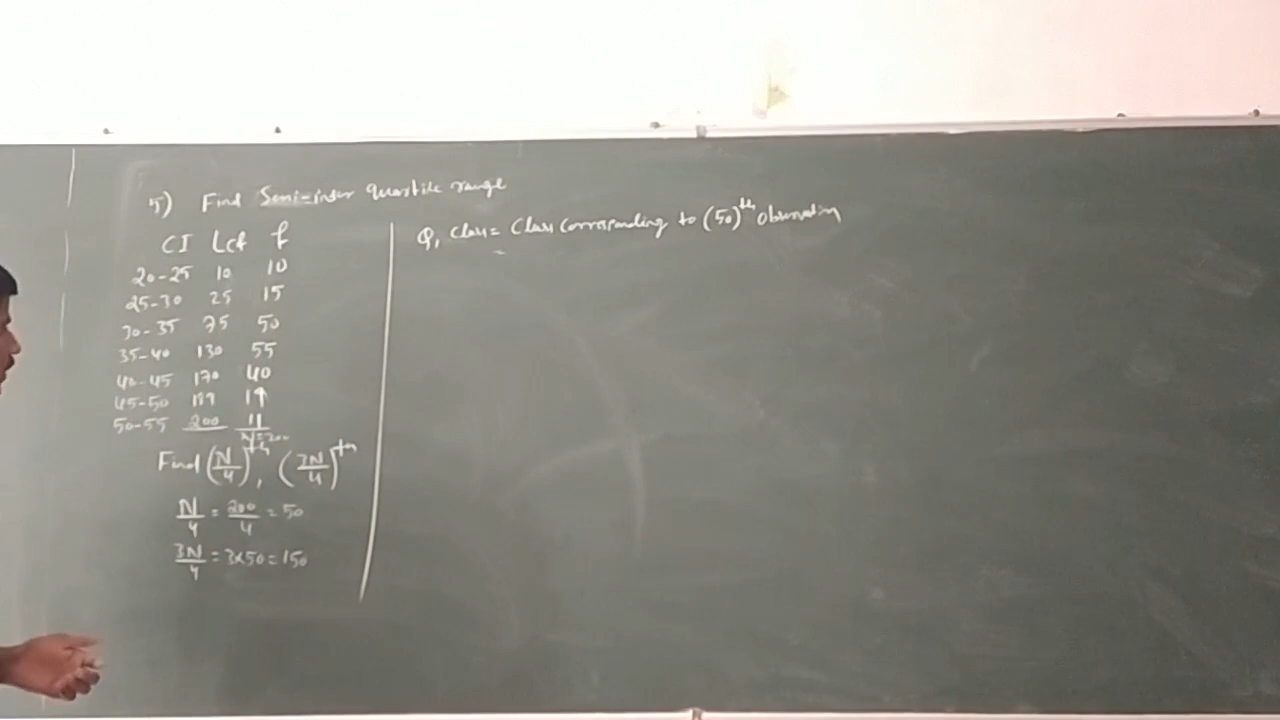 5) Find Semi-inter quartile range
CI Lcf f
20-25 10 10
25-30 25 15
30-35 75 50
35-40 130 55
40-45 170 40
45-50 189 19
50-55 200 11
N=200
Find (N/4)^th, (3N/4)^th
N/4 = 200/4 = 50
3N/4 = 3×50 = 150
Q1 class = Class corresponding to (50)^th observation